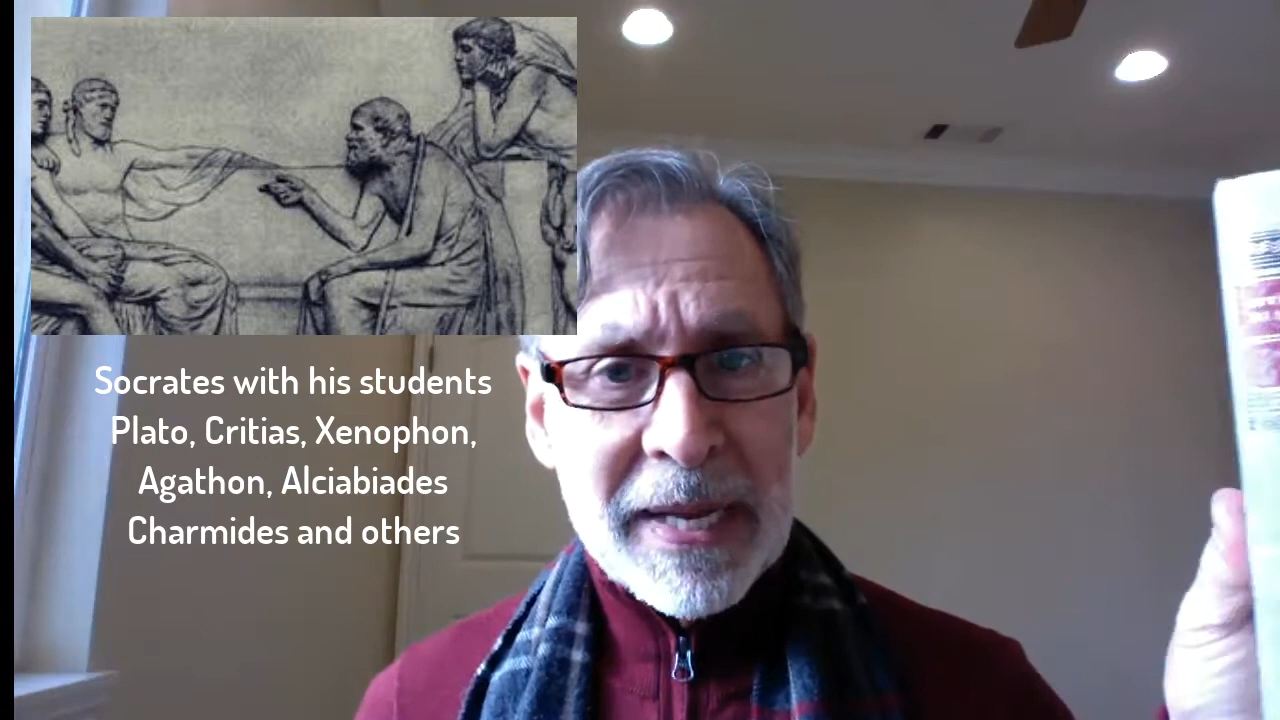 Socrates with his students
Plato, Critias, Xenophon,
Agathon, Alciabiades
Charmides and others